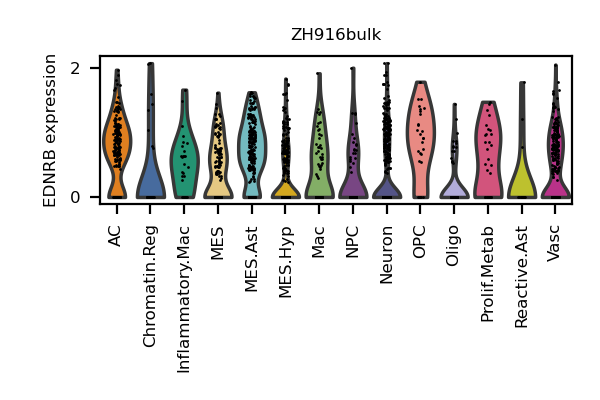 ZH916bulk
EDNRB expression
2
0
AC
Chromatin.Reg
Inflammatory.Mac
MES
MES.Ast
MES.Hyp
Mac
NPC
Neuron
OPC
Oligo
Prolif.Metab
Reactive.Ast
Vasc